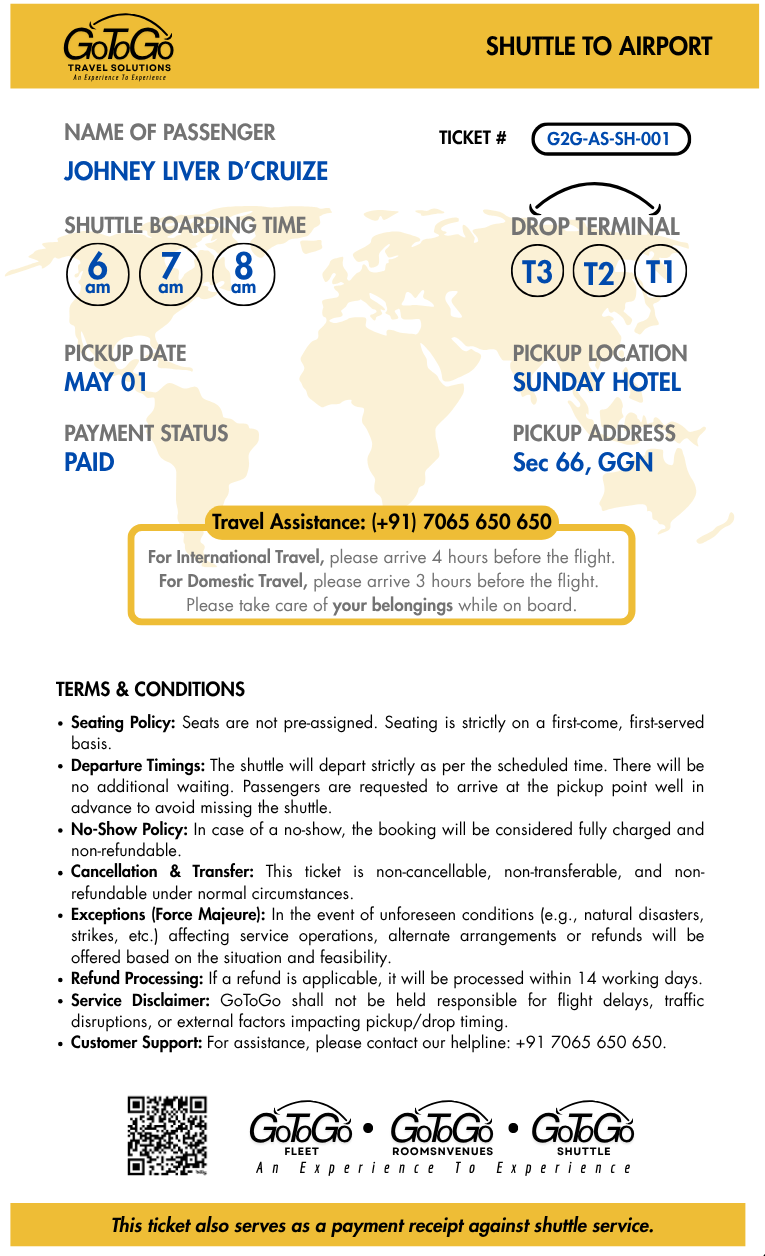 GoToGo
TRAVEL SOLUTIONS
An Experience To Experience
SHUTTLE TO AIRPORT
NAME OF PASSENGER
JOHNEY LIVER D’CRUIZE
TICKET #
G2G-AS-SH-001
SHUTTLE BOARDING TIME
6 am
7 am
8 am
DROP TERMINAL
T3
T2
T1
PICKUP DATE
MAY 01
PICKUP LOCATION
SUNDAY HOTEL
PAYMENT STATUS
PAID
PICKUP ADDRESS
Sec 66, GGN
Travel Assistance: (+91) 7065 650 650
For International Travel, please arrive 4 hours before the flight.
For Domestic Travel, please arrive 3 hours before the flight.
Please take care of your belongings while on board.
TERMS & CONDITIONS
• Seating Policy: Seats are not pre-assigned. Seating is strictly on a first-come, first-served
basis.
• Departure Timings: The shuttle will depart strictly as per the scheduled time. There will be
no additional waiting. Passengers are requested to arrive at the pickup point well in
advance to avoid missing the shuttle.
• No-Show Policy: In case of a no-show, the booking will be considered fully charged and
non-refundable.
• Cancellation & Transfer: This ticket is non-cancellable, non-transferable, and non-
refundable under normal circumstances.
• Exceptions (Force Majeure): In the event of unforeseen conditions (e.g., natural disasters,
strikes, etc.) affecting service operations, alternate arrangements or refunds will be
offered based on the situation and feasibility.
• Refund Processing: If a refund is applicable, it will be processed within 14 working days.
• Service Disclaimer: GoToGo shall not be held responsible for flight delays, traffic
disruptions, or external factors impacting pickup/drop timing.
• Customer Support: For assistance, please contact our helpline: +91 7065 650 650.
GoToGo • GoToGo • GoToGo
FLEET ROOMSNVENUES SHUTTLE
An Experience To Experience
This ticket also serves as a payment receipt against shuttle service.